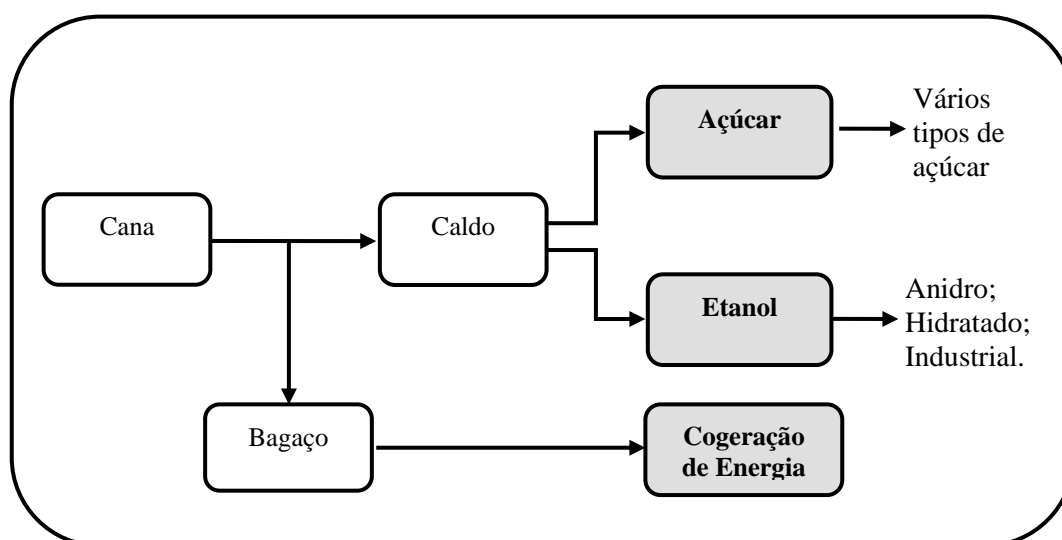 Cana
Caldo
Açúcar
Vários
tipos de
açúcar
Etanol
Anidro;
Hidratado;
Industrial.
Bagaço
Cogeração
de Energia